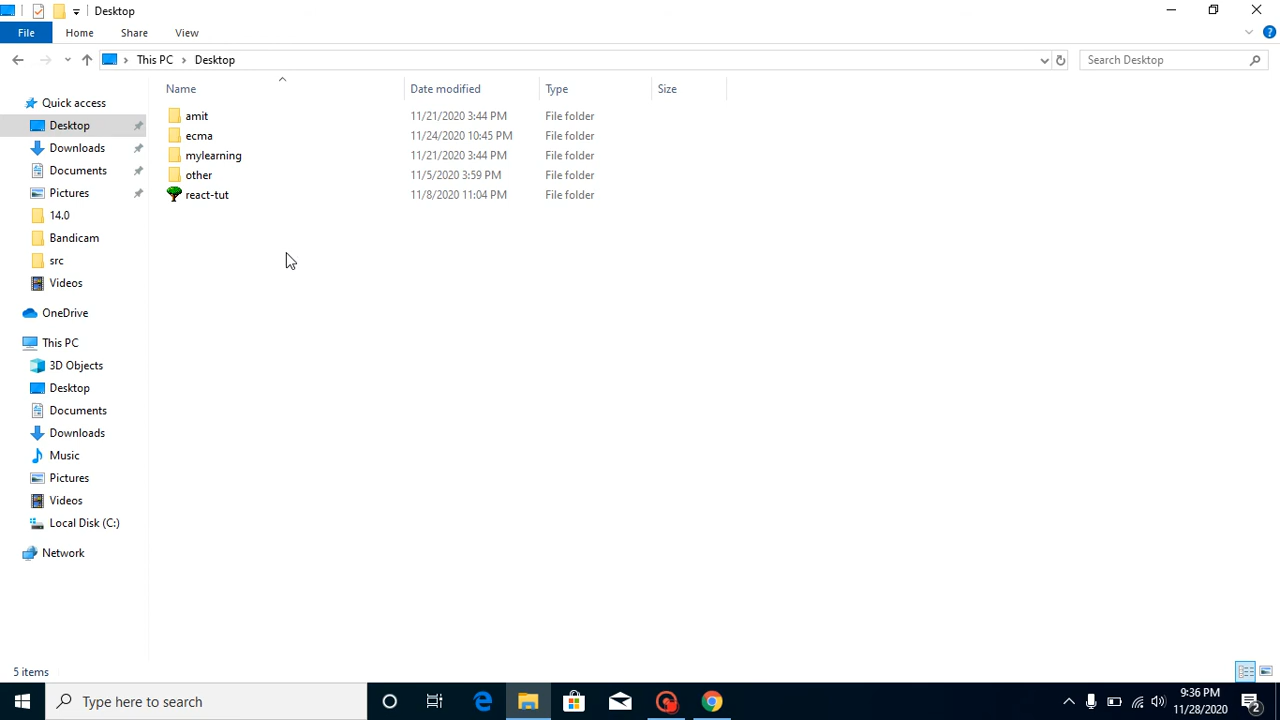 Desktop
File Home Share View
This PC Desktop Search Desktop
Name Date modified Type Size
Quick access
Desktop
Downloads
Documents
Pictures
14.0
Bandicam
src
Videos
OneDrive
This PC
3D Objects
Desktop
Documents
Downloads
Music
Pictures
Videos
Local Disk (C:)
Network
amit 11/21/2020 3:44 PM File folder
ecma 11/24/2020 10:45 PM File folder
mylearning 11/21/2020 3:44 PM File folder
other 11/5/2020 3:59 PM File folder
react-tut 11/8/2020 11:04 PM File folder
5 items
Type here to search
9:36 PM
11/28/2020
2